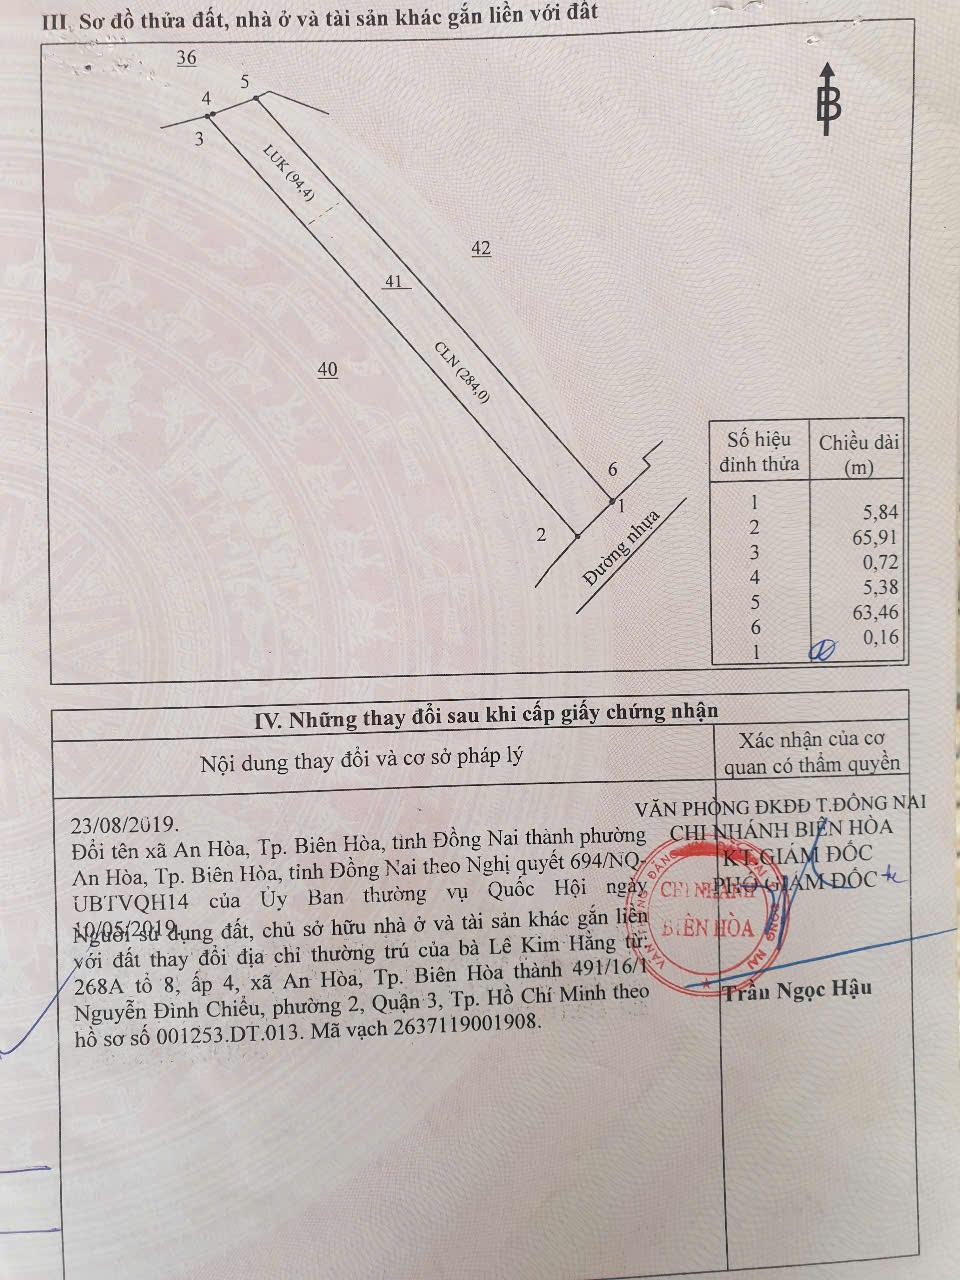 III. Sơ đồ thửa đất, nhà ở và tài sản khác gắn liền với đất
36
5
4
3
B
LUK (94,4)
42
41
40
CLN (284,0)
6
1
2
Đường nhựa
Số hiệu đỉnh thửa
Chiều dài (m)
1
5,84
2
65,91
3
0,72
4
5,38
5
63,46
6
0,16
1
IV. Những thay đổi sau khi cấp giấy chứng nhận
Nội dung thay đổi và cơ sở pháp lý
Xác nhận của cơ
quan có thẩm quyền
23/08/2019.
Đổi tên xã An Hòa, Tp. Biên Hòa, tỉnh Đồng Nai thành phường
An Hòa, Tp. Biên Hòa, tỉnh Đồng Nai theo Nghị quyết 694/NQ-
UBTVQH14 của Ủy Ban thường vụ Quốc Hội ngày
10/05/2019.
Người sử dụng đất, chủ sở hữu nhà ở và tài sản khác gắn liền
với đất thay đổi địa chỉ thường trú của bà Lê Kim Hằng từ:
268A tổ 8, ấp 4, xã An Hòa, Tp. Biên Hòa thành 491/16/1
Nguyễn Đình Chiểu, phường 2, Quận 3, Tp. Hồ Chí Minh theo
hồ sơ số 001253.DT.013. Mã vạch 2637119001908.
VĂN PHÒNG ĐKĐĐ T.ĐỒNG NAI
CHI NHÁNH BIÊN HÒA
KT.GIÁM ĐỐC
PHÓ GIÁM ĐỐC
CHI NHÁNH
BIÊN HÒA
Trần Ngọc Hậu